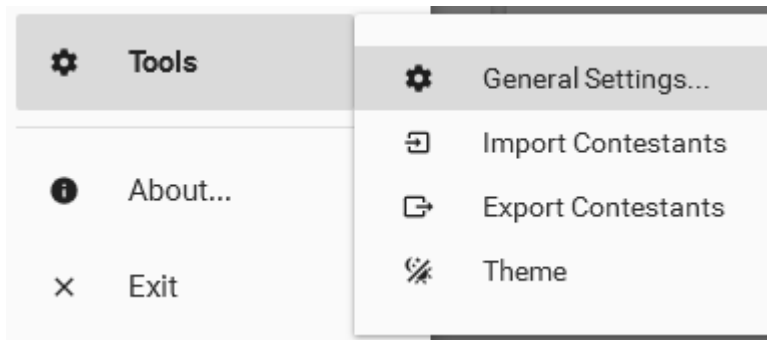 Tools
About...
Exit
General Settings...
Import Contestants
Export Contestants
Theme